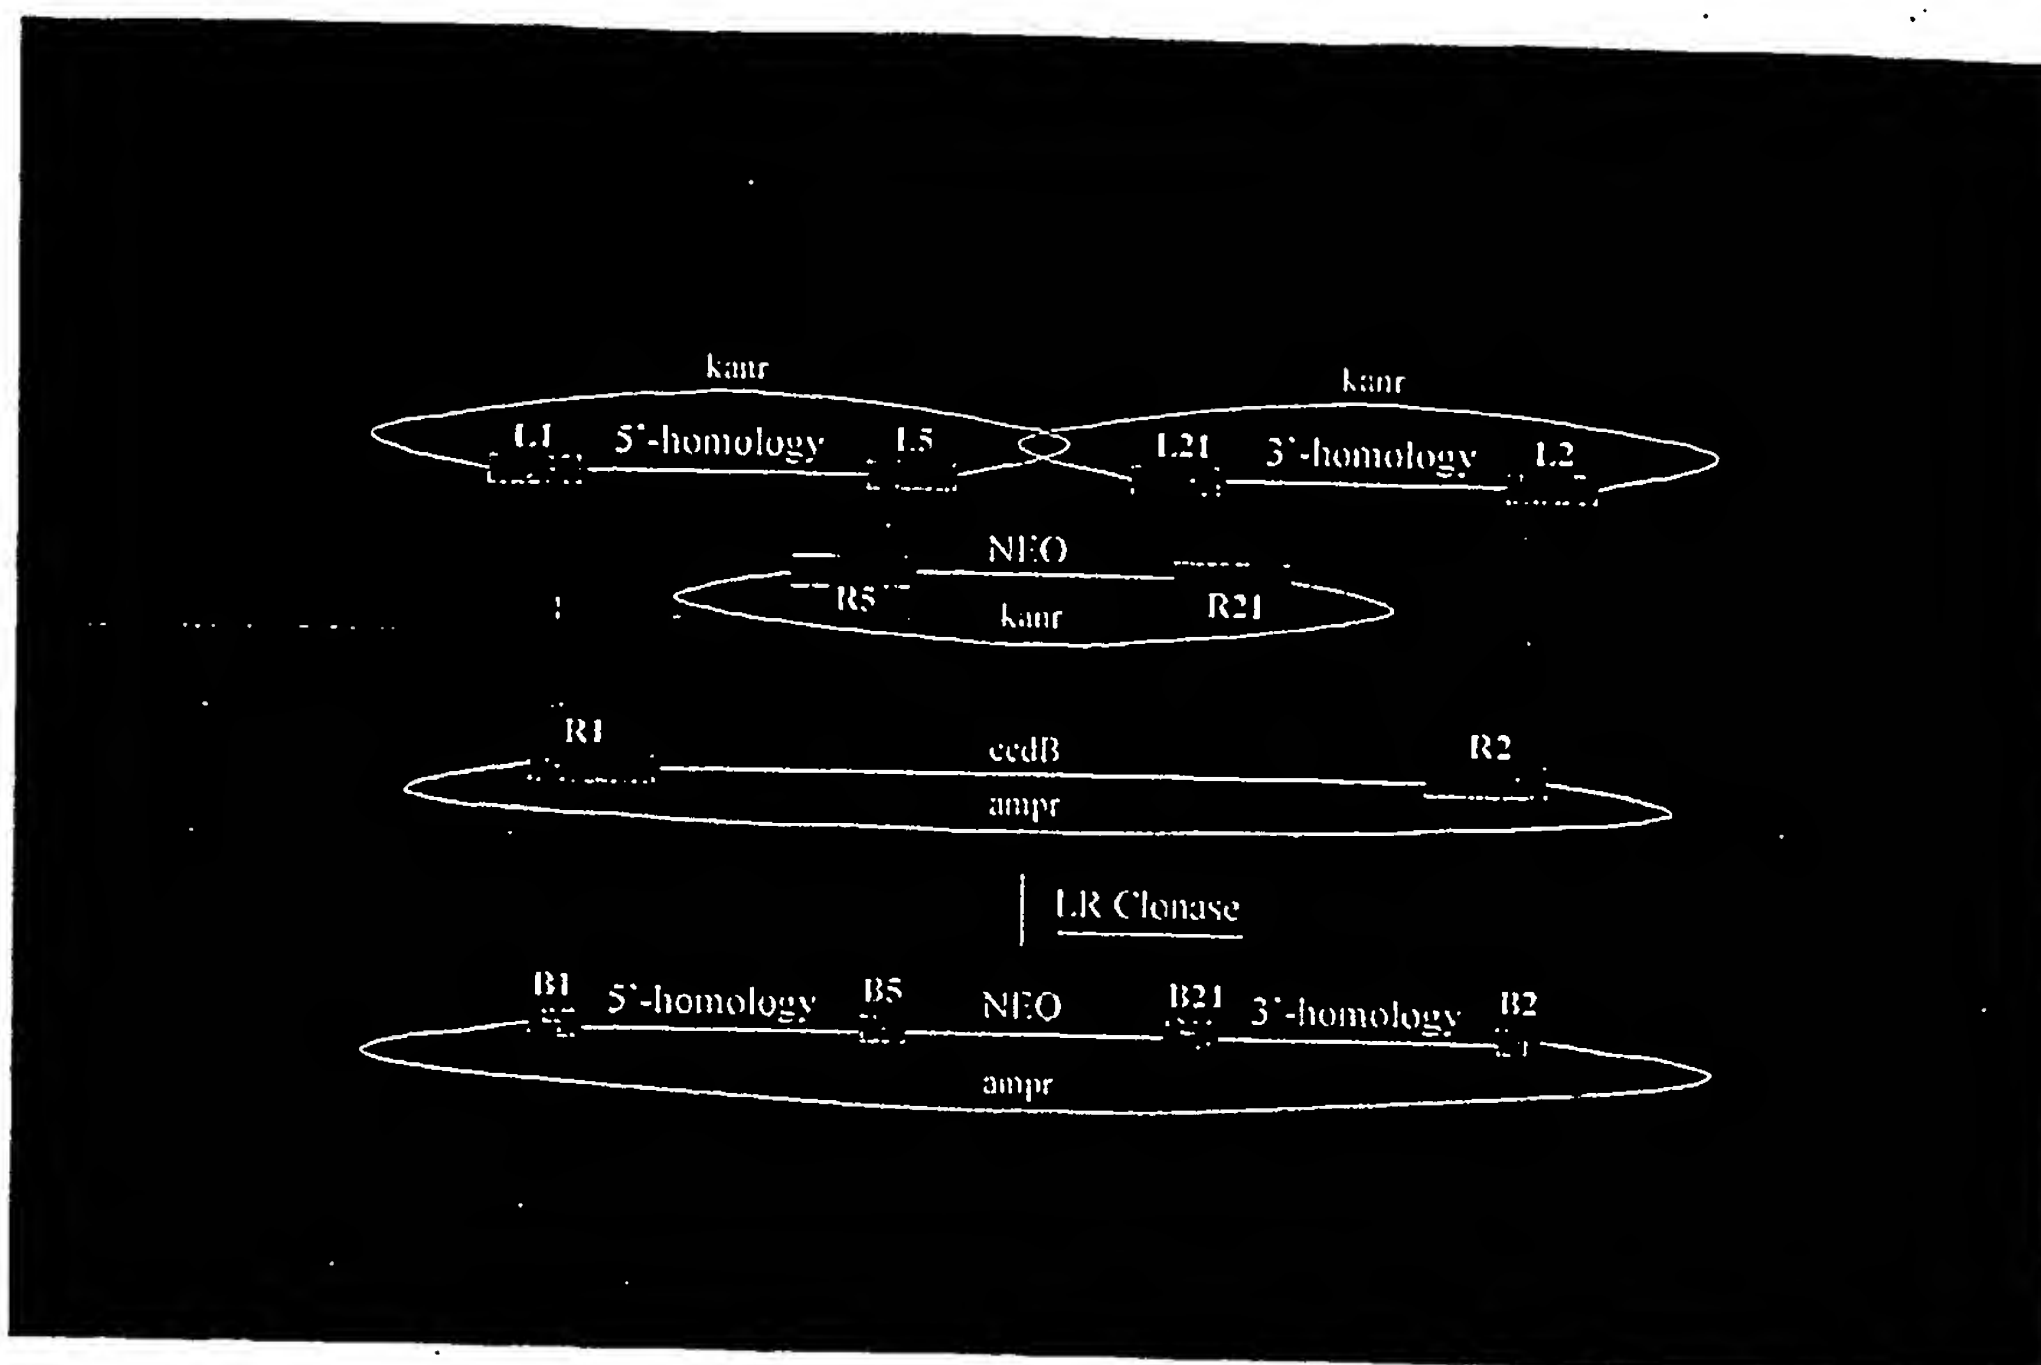 kanr kanr
L1 5'-homology L5 L21 3'-homology L2
NEO
R5 kanr R21
R1 ccdB R2
ampr
LR Clonase
B1 5'-homology B5 NEO B21 3'-homology B2
ampr